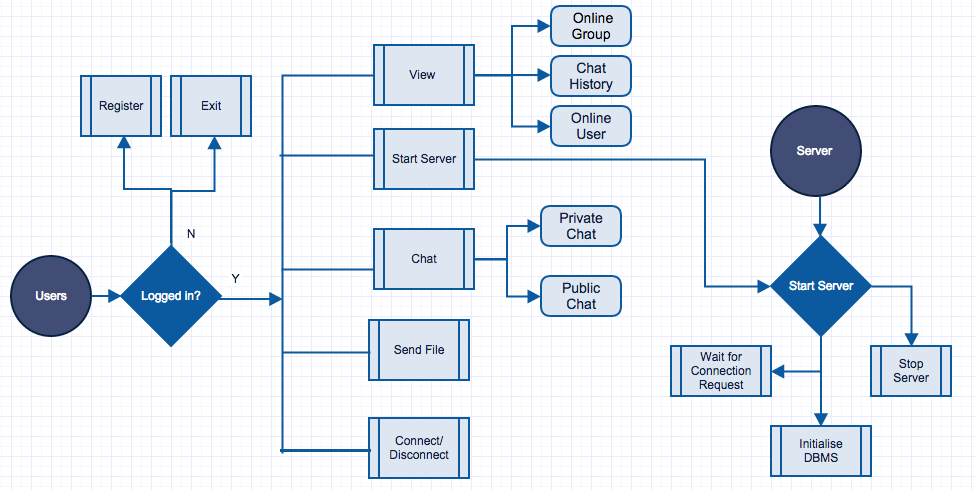 Online
Group
View
Chat
History
Register
Exit
Online
User
Start Server
Server
Private
Chat
N
Chat
Y
Users
Logged in?
Public
Chat
Start Server
Send File
Wait for
Connection
Request
Stop
Server
Connect/
Disconnect
Initialise
DBMS